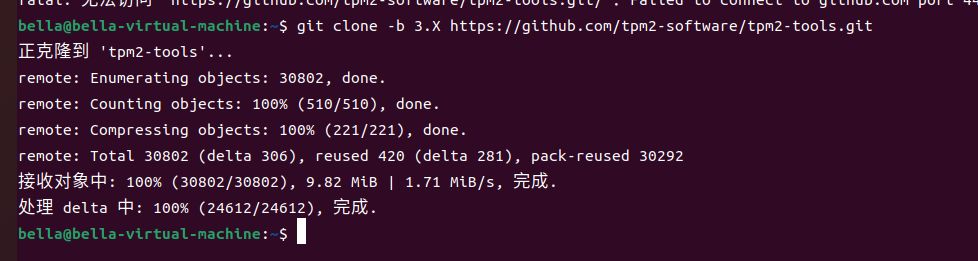 fatal: 无法访问 'https://github.com/tpm2-software/tpm2-tools.git/': Failed to connect to github.com port 44
bella@bella-virtual-machine:~$ git clone -b 3.X https://github.com/tpm2-software/tpm2-tools.git
正克隆到 'tpm2-tools'...
remote: Enumerating objects: 30802, done.
remote: Counting objects: 100% (510/510), done.
remote: Compressing objects: 100% (221/221), done.
remote: Total 30802 (delta 306), reused 420 (delta 281), pack-reused 30292
接收对象中: 100% (30802/30802), 9.82 MiB | 1.71 MiB/s, 完成.
处理 delta 中: 100% (24612/24612), 完成.
bella@bella-virtual-machine:~$